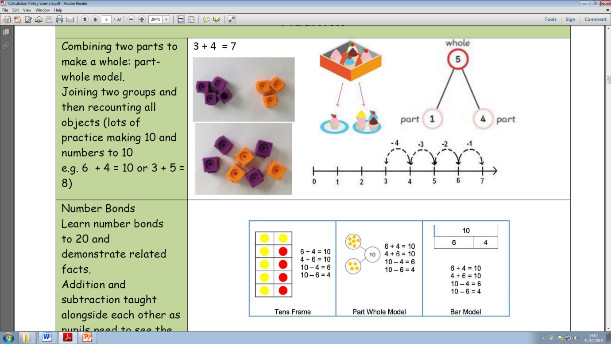 Calculation Policy
File Edit View Window Help
Tools
Sign
Comment
Combining two parts to
make a whole: part-
whole model.
Joining two groups and
then recounting all
objects (lots of
practice making 10 and
numbers to 10
e.g. 6 + 4 = 10 or 3 + 5 =
8)
3 + 4 = 7
whole
5
part 1
4 part
-4 -3 -2 -1
0 1 2 3 4 5 6 7
Number Bonds
Learn number bonds
to 20 and
demonstrate related
facts.
Addition and
subtraction taught
alongside each other as
pupils need to see the
6 + 4 = 10
4 + 6 = 10
10 – 4 = 6
10 – 6 = 4
Tens Frame
10
6 + 4 = 10
4 + 6 = 10
10 – 4 = 6
10 – 6 = 4
Part Whole Model
10
6 4
6 + 4 = 10
4 + 6 = 10
10 – 4 = 6
10 – 6 = 4
Bar Model